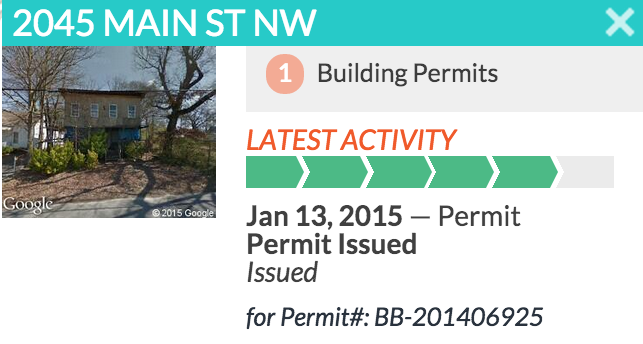 2045 MAIN ST NW
1 Building Permits
LATEST ACTIVITY
Jan 13, 2015 — Permit
Permit Issued
Issued
for Permit#: BB-201406925
Google
© 2015 Google